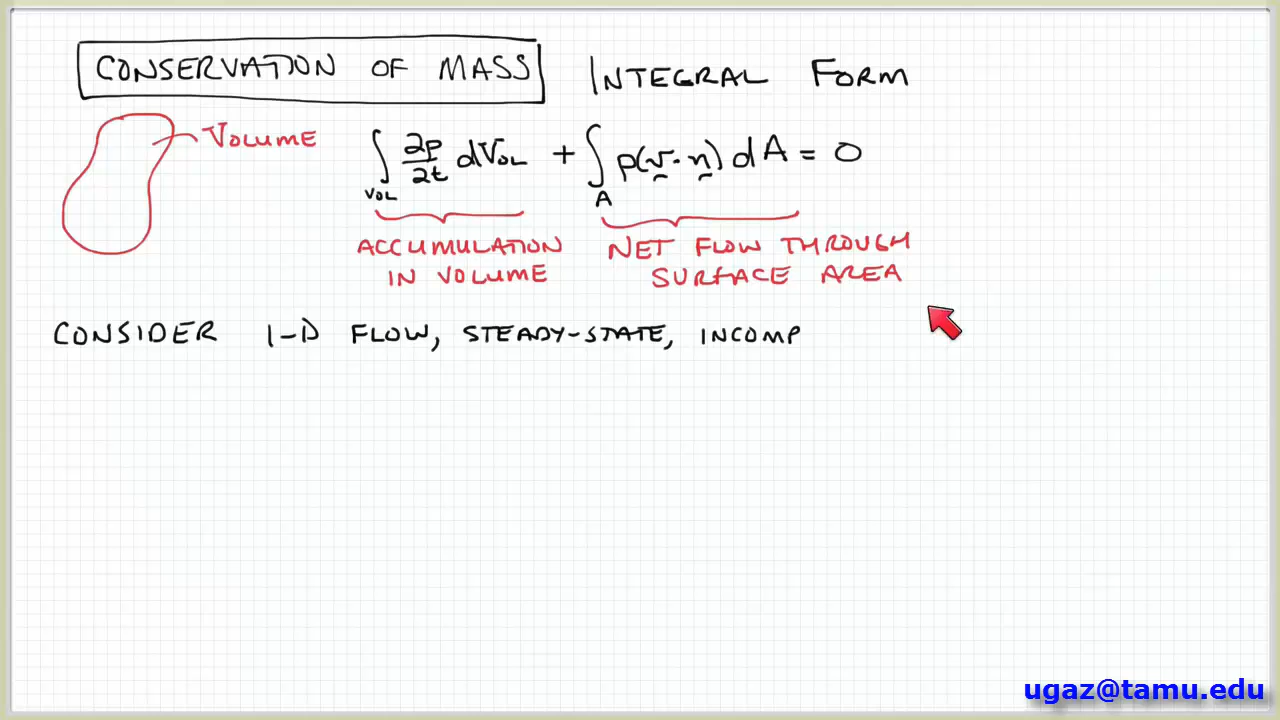 CONSERVATION OF MASS INTEGRAL FORM
VOLUME
∫_VOL ∂ρ/∂t dVOL + ∫_A ρ(v·n) dA = 0
ACCUMULATION IN VOLUME
NET FLOW THROUGH SURFACE AREA
CONSIDER 1-D FLOW, STEADY-STATE, INCOMP
ugaz@tamu.edu